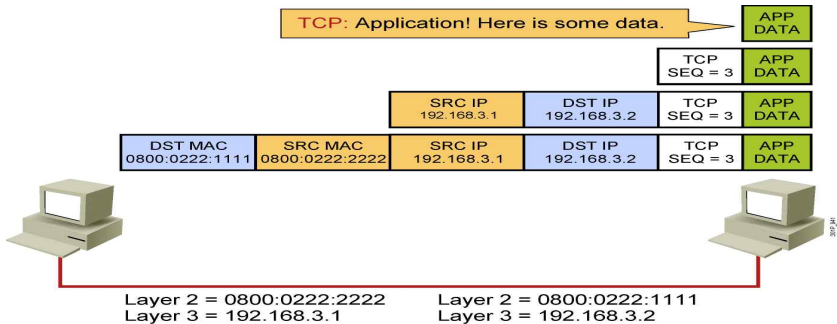 TCP: Application! Here is some data.
APP
DATA
TCP
SEQ = 3
APP
DATA
SRC IP
192.168.3.1
DST IP
192.168.3.2
TCP
SEQ = 3
APP
DATA
DST MAC
0800:0222:1111
SRC MAC
0800:0222:2222
SRC IP
192.168.3.1
DST IP
192.168.3.2
TCP
SEQ = 3
APP
DATA
Layer 2 = 0800:0222:2222
Layer 3 = 192.168.3.1
Layer 2 = 0800:0222:1111
Layer 3 = 192.168.3.2